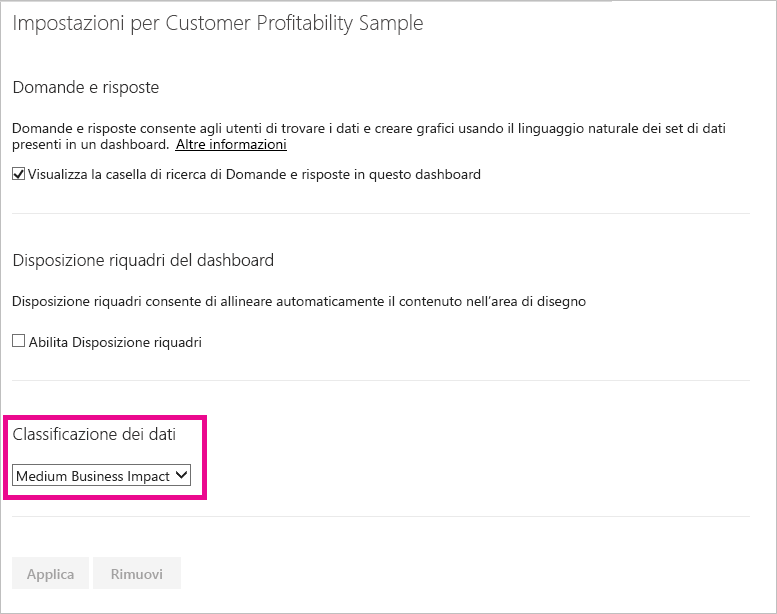 Impostazioni per Customer Profitability Sample
Domande e risposte
Domande e risposte consente agli utenti di trovare i dati e creare grafici usando il linguaggio naturale dei set di dati
presenti in un dashboard. Altre informazioni
Visualizza la casella di ricerca di Domande e risposte in questo dashboard
Disposizione riquadri del dashboard
Disposizione riquadri consente di allineare automaticamente il contenuto nell'area di disegno
Abilita Disposizione riquadri
Classificazione dei dati
Medium Business Impact
Applica Rimuovi